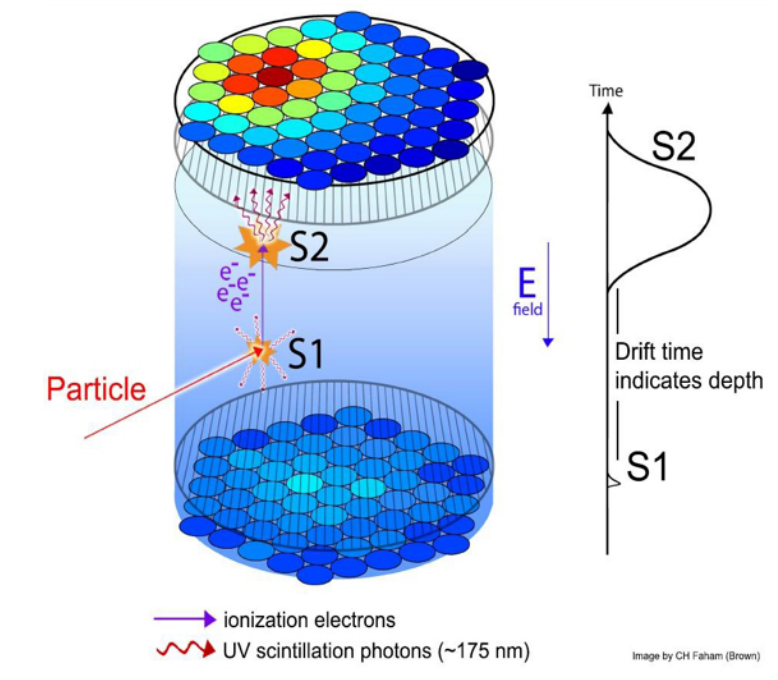 Time
S2
S2
e-
e-
e-
e-
E
field
Drift time
indicates depth
S1
Particle
S1
ionization electrons
UV scintillation photons (~175 nm)
Image by CH Faham (Brown)